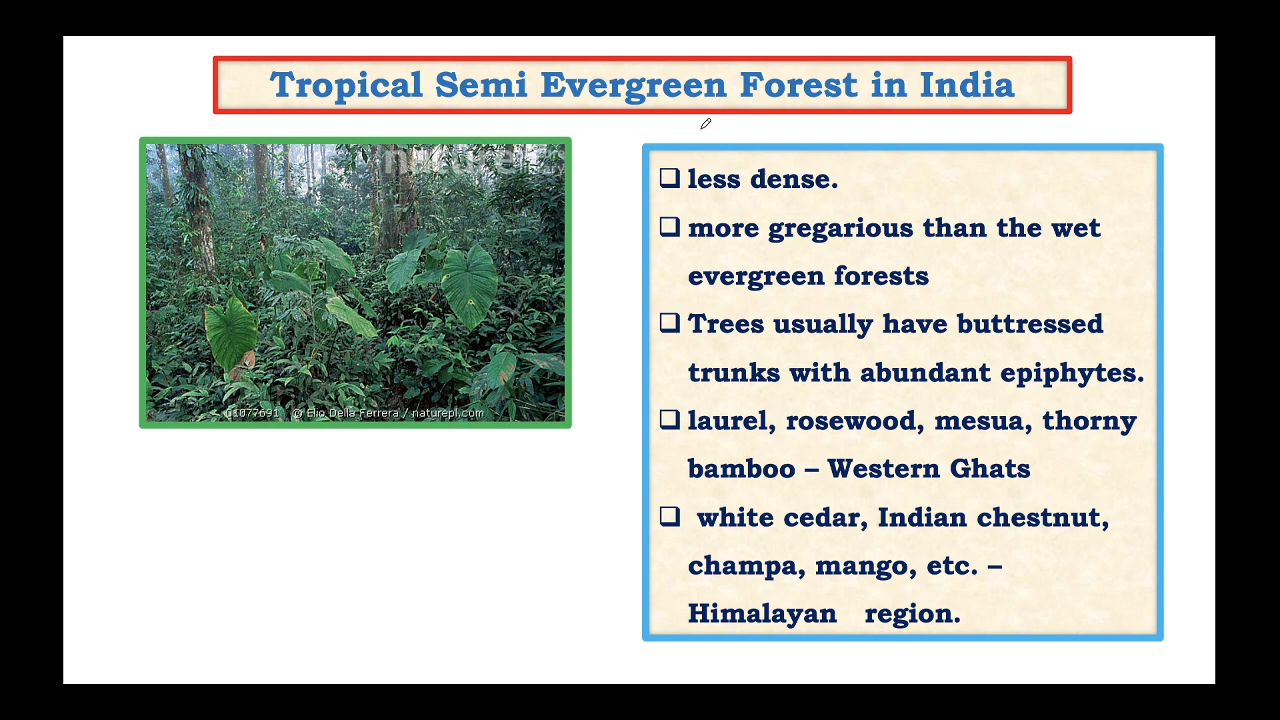 Tropical Semi Evergreen Forest in India
nature
u1077691 © Elio Della Ferrera / naturepl.com
❑ less dense.
❑ more gregarious than the wet
evergreen forests
❑ Trees usually have buttressed
trunks with abundant epiphytes.
❑ laurel, rosewood, mesua, thorny
bamboo – Western Ghats
❑ white cedar, Indian chestnut,
champa, mango, etc. –
Himalayan region.